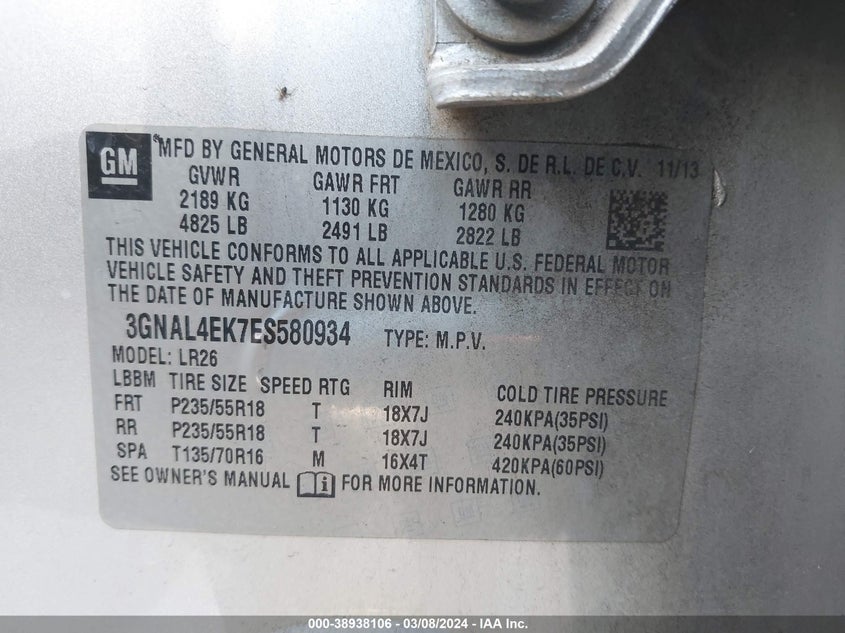 GM *MFD BY GENERAL MOTORS DE MEXICO, S. DE R.L. DE C.V. 11/13
GVWR GAWR FRT GAWR RR
2189 KG 1130 KG 1280 KG
4825 LB 2491 LB 2822 LB
THIS VEHICLE CONFORMS TO ALL APPLICABLE U.S. FEDERAL MOTOR
VEHICLE SAFETY AND THEFT PREVENTION STANDARDS IN EFFECT ON
THE DATE OF MANUFACTURE SHOWN ABOVE.
3GNAL4EK7ES580934 TYPE: M.P.V.
MODEL: LR26
LBBM TIRE SIZE SPEED RTG RIM COLD TIRE PRESSURE
FRT P235/55R18 T 18X7J 240KPA(35PSI)
RR P235/55R18 T 18X7J 240KPA(35PSI)
SPA T135/70R16 M 16X4T 420KPA(60PSI)
SEE OWNER'S MANUAL i FOR MORE INFORMATION.
000-38938106 - 03/08/2024 - IAA Inc.